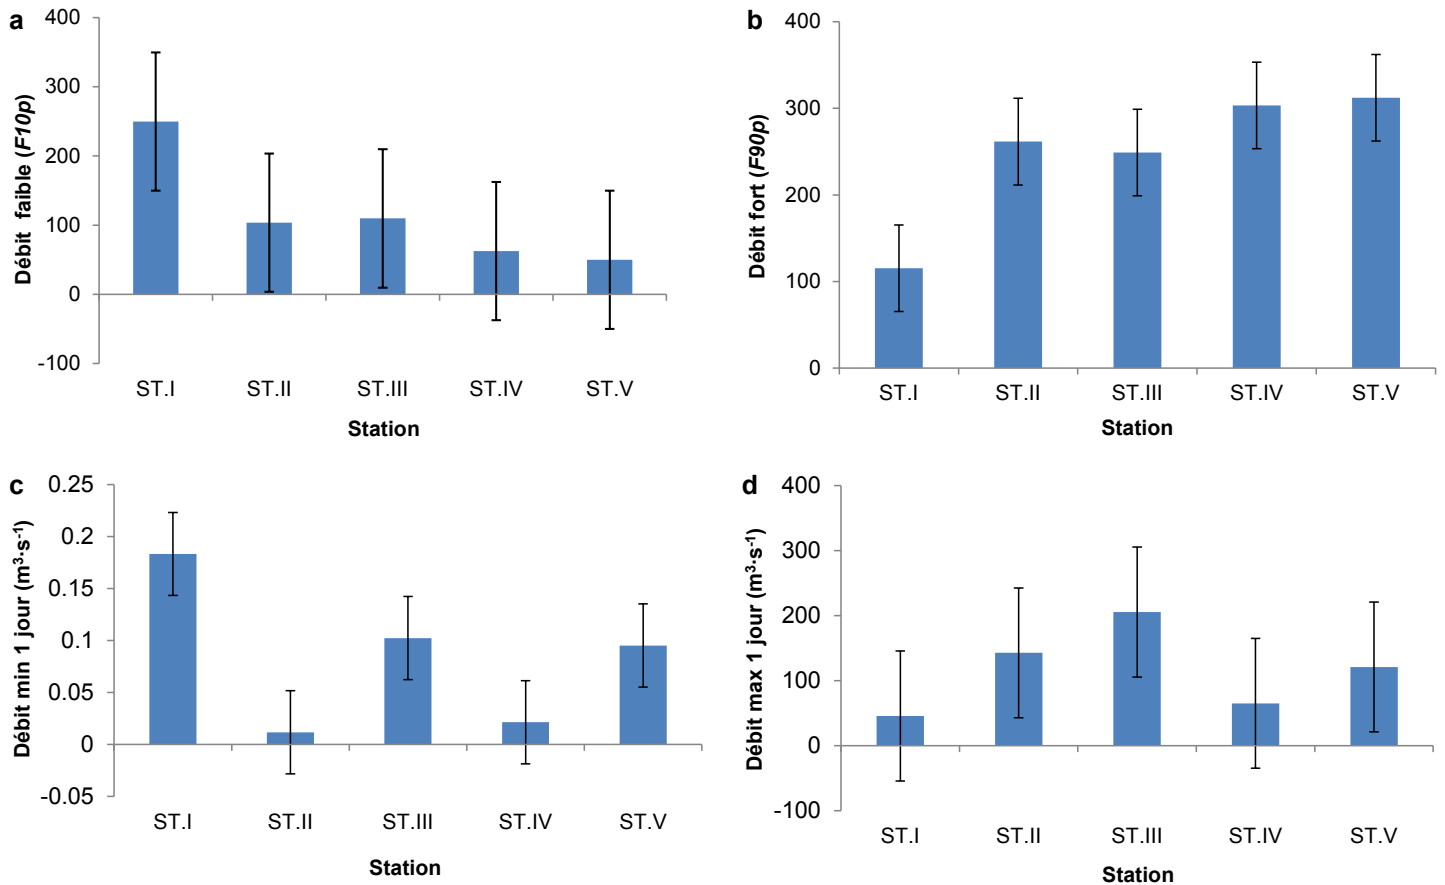 a
400
300
200
100
0
-100
Débit faible (F10p)
ST.I ST.II ST.III ST.IV ST.V
Station
b
400
300
200
100
0
Débit fort (F90p)
ST.I ST.II ST.III ST.IV ST.V
Station
c
0.25
0.2
0.15
0.1
0.05
0
-0.05
Débit min 1 jour (m³·s⁻¹)
ST.I ST.II ST.III ST.IV ST.V
Station
d
400
300
200
100
0
-100
Débit max 1 jour (m³·s⁻¹)
ST.I ST.II ST.III ST.IV ST.V
Station